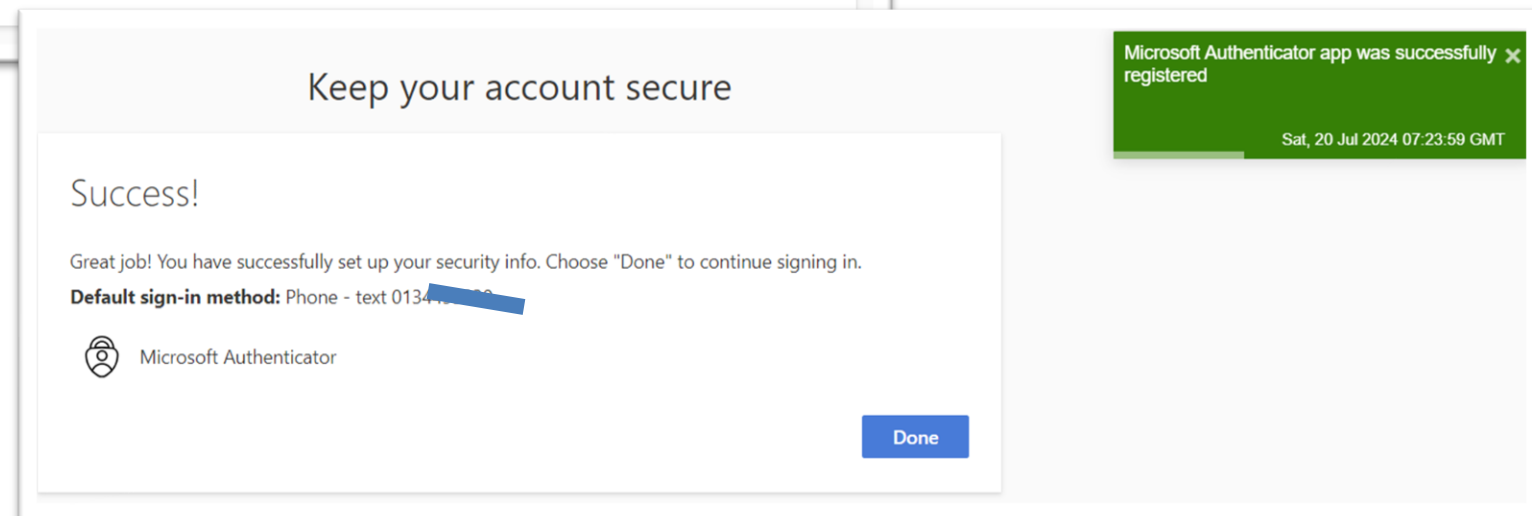 Keep your account secure
Microsoft Authenticator app was successfully
registered
Sat, 20 Jul 2024 07:23:59 GMT
Success!
Great job! You have successfully set up your security info. Choose "Done" to continue signing in.
Default sign-in method: Phone - text
Microsoft Authenticator
Done